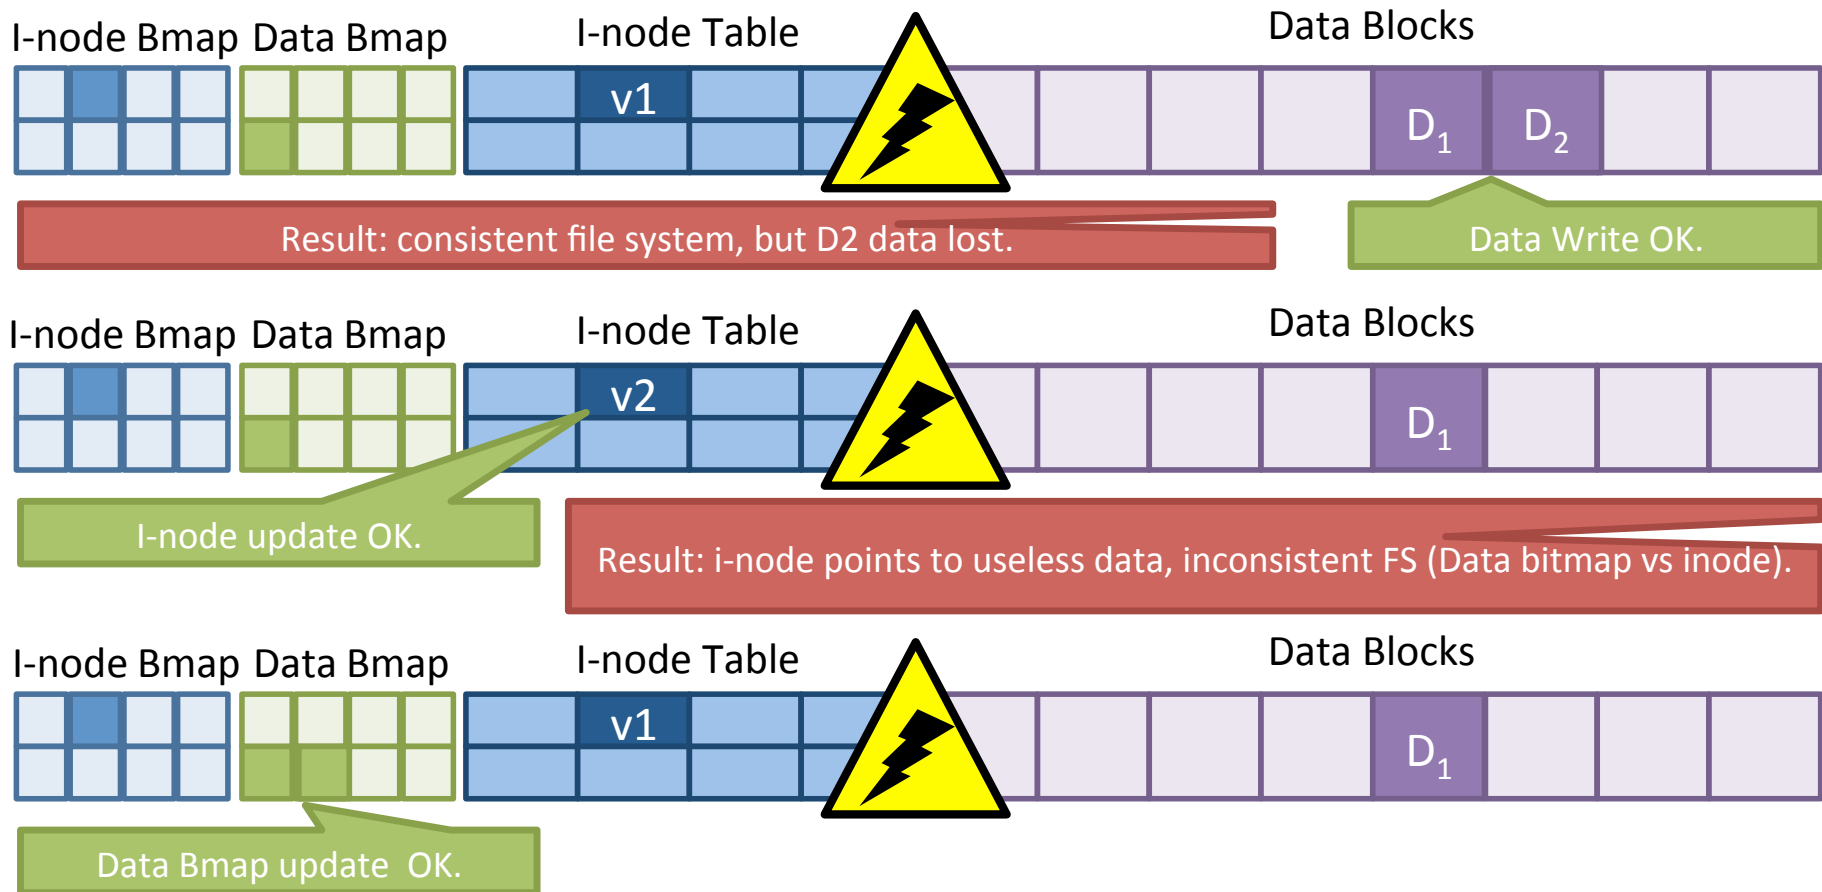 I-node Bmap Data Bmap I-node Table Data Blocks
v1 D1 D2
Result: consistent file system, but D2 data lost. Data Write OK.
I-node Bmap Data Bmap I-node Table Data Blocks
v2 D1
I-node update OK.
Result: i-node points to useless data, inconsistent FS (Data bitmap vs inode).
I-node Bmap Data Bmap I-node Table Data Blocks
v1 D1
Data Bmap update OK.